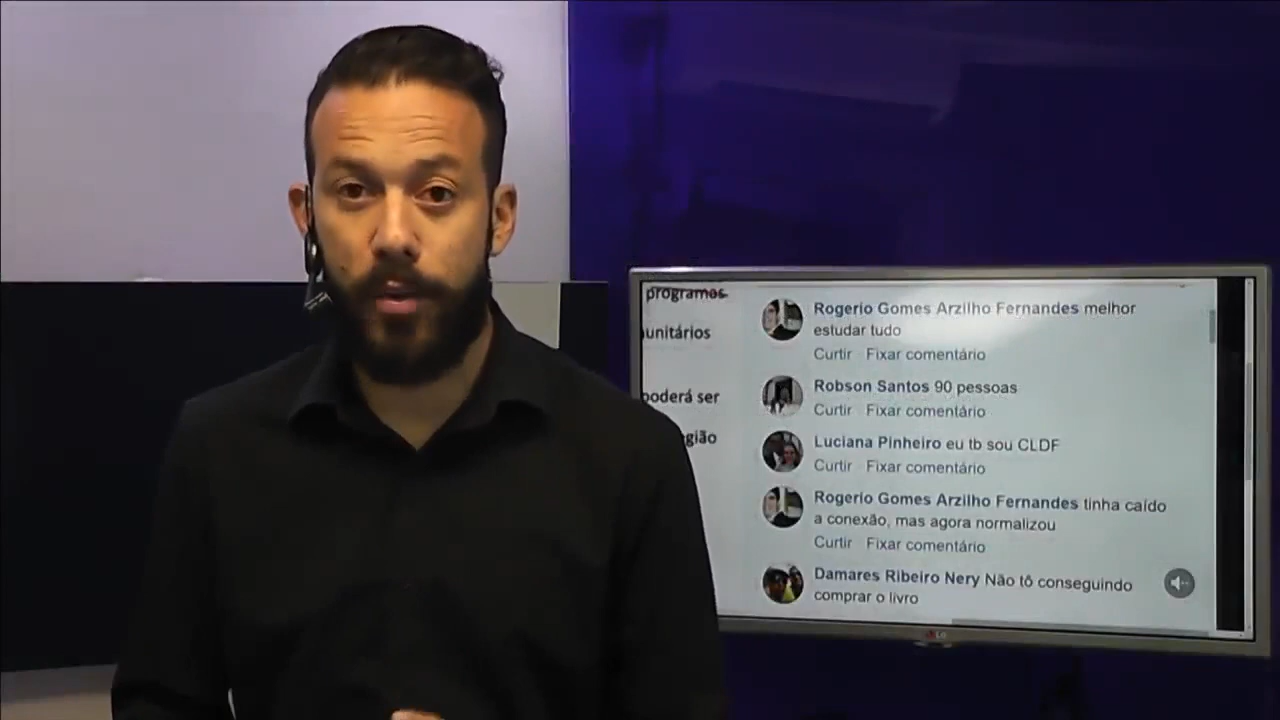 programas
unitários
poderá ser
gião
Rogerio Gomes Arzilho Fernandes melhor
estudar tudo
Curtir Fixar comentário
Robson Santos 90 pessoas
Curtir Fixar comentário
Luciana Pinheiro eu tb sou CLDF
Curtir Fixar comentário
Rogerio Gomes Arzilho Fernandes tinha caído
a conexão, mas agora normalizou
Curtir Fixar comentário
Damares Ribeiro Nery Não tô conseguindo
comprar o livro
LG